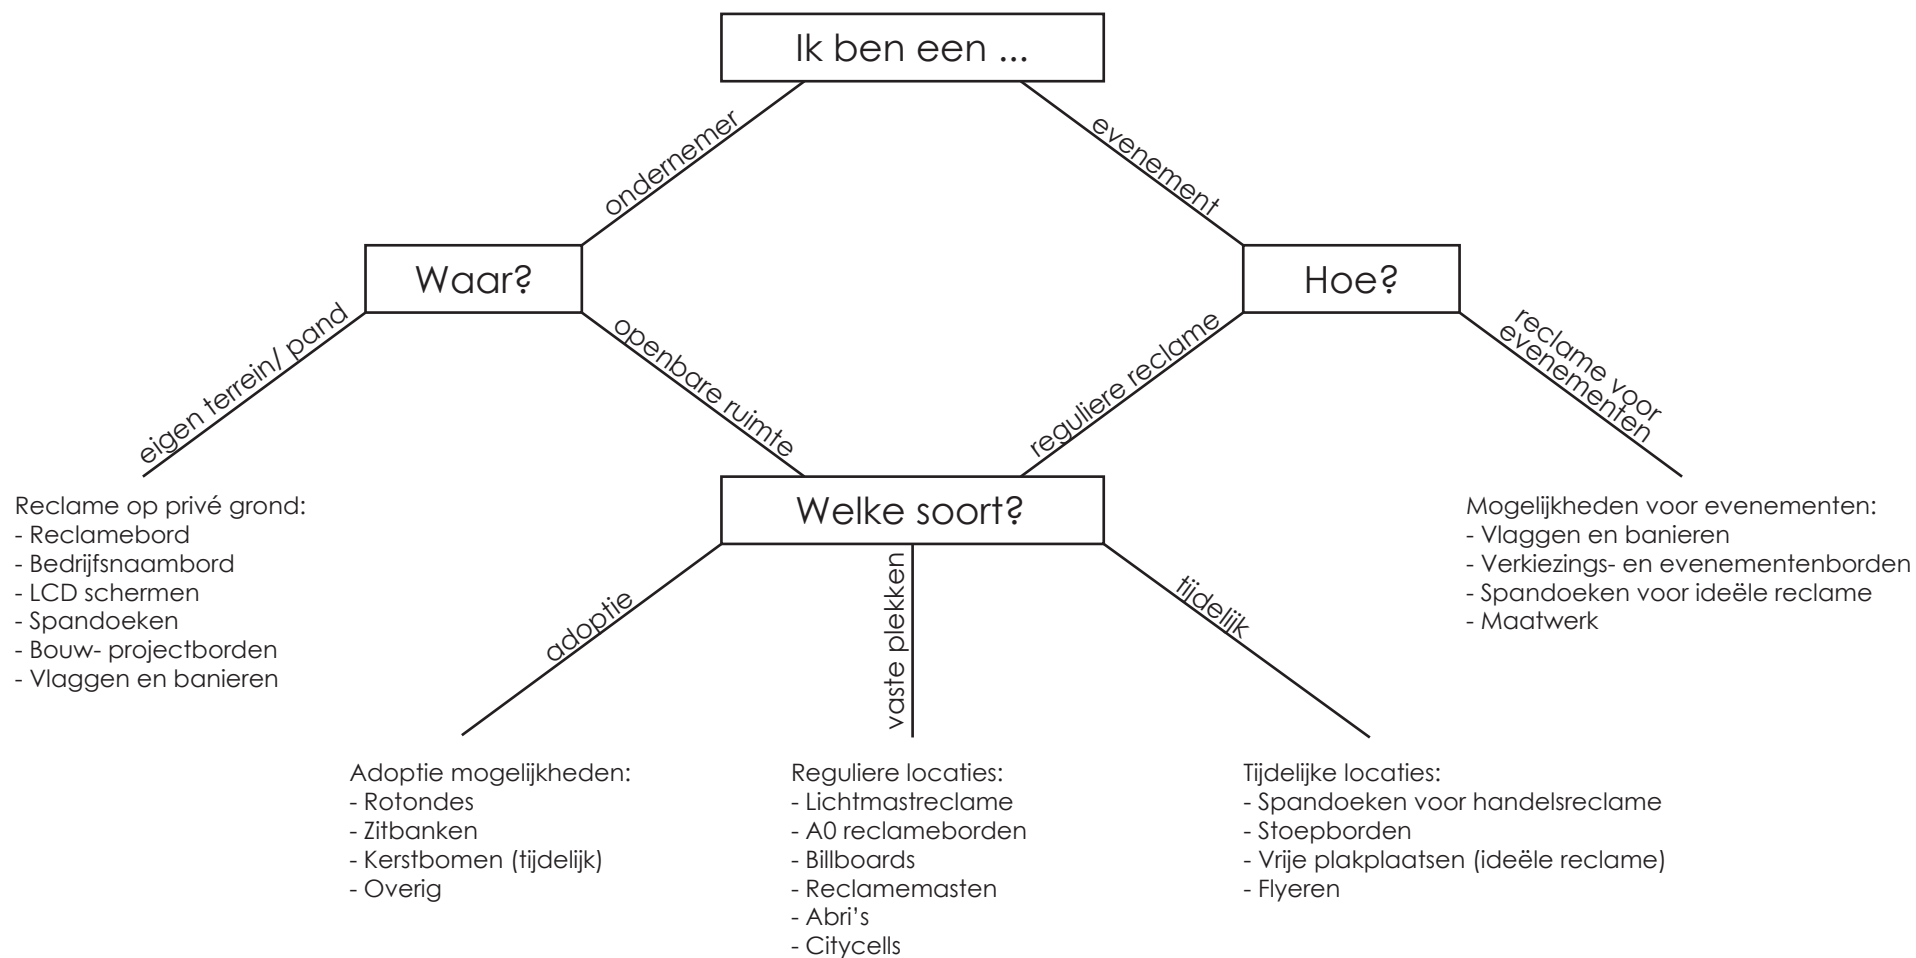 Ik ben een ...
ondernemer
evenement
Waar?
Hoe?
eigen terrein/ pand
openbare ruimte
reguliere reclame
reclame voor
evenementen
Welke soort?
Reclame op privé grond:
- Reclamebord
- Bedrijfsnaambord
- LCD schermen
- Spandoeken
- Bouw- projectborden
- Vlaggen en banieren
Mogelijkheden voor evenementen:
- Vlaggen en banieren
- Verkiezings- en evenementenborden
- Spandoeken voor ideële reclame
- Maatwerk
adoptie
vaste plekken
tijdelijk
Adoptie mogelijkheden:
- Rotondes
- Zitbanken
- Kerstbomen (tijdelijk)
- Overig
Reguliere locaties:
- Lichtmastreclame
- A0 reclameborden
- Billboards
- Reclamemasten
- Abri's
- Citycells
Tijdelijke locaties:
- Spandoeken voor handelsreclame
- Stoepborden
- Vrije plakplaatsen (ideële reclame)
- Flyeren